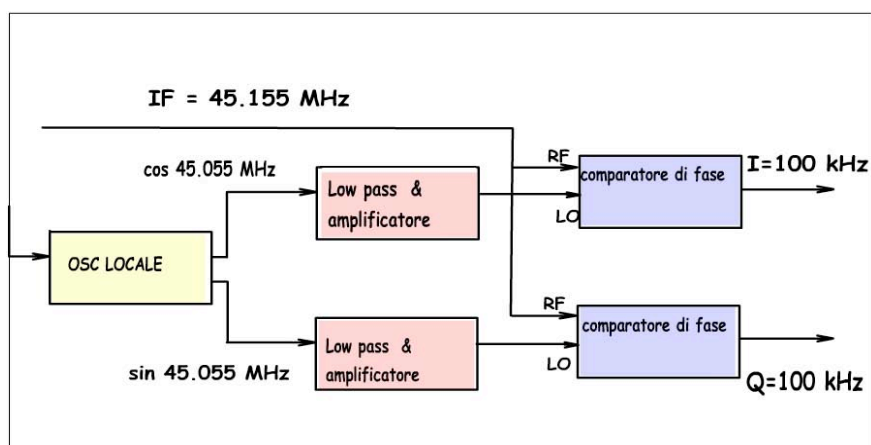 IF = 45.155 MHz
cos 45.055 MHz
RF
I=100 kHz
Low pass &
amplificatore
comparatore di fase
LO
OSC LOCALE
RF
Low pass &
amplificatore
comparatore di fase
LO
sin 45.055 MHz
Q=100 kHz